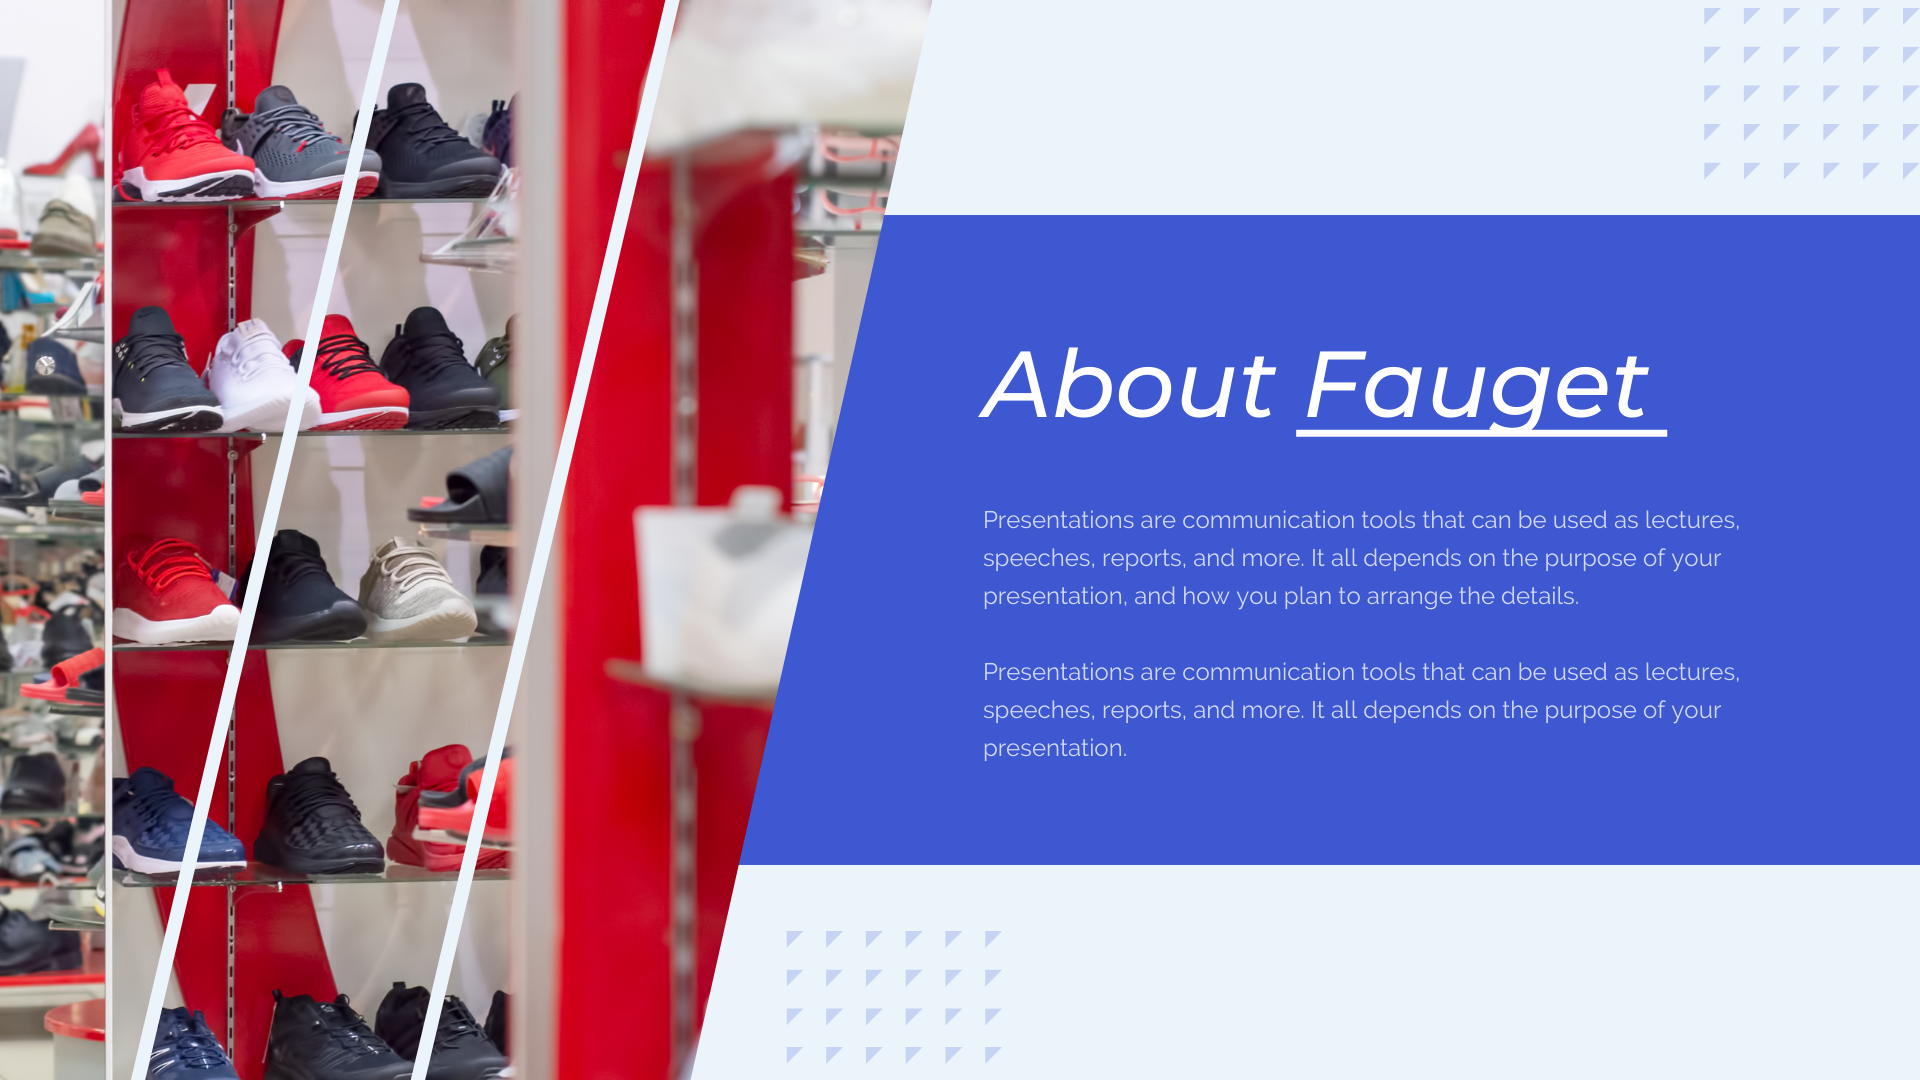 About Fauget
Presentations are communication tools that can be used as lectures,
speeches, reports, and more. It all depends on the purpose of your
presentation, and how you plan to arrange the details.
Presentations are communication tools that can be used as lectures,
speeches, reports, and more. It all depends on the purpose of your
presentation.